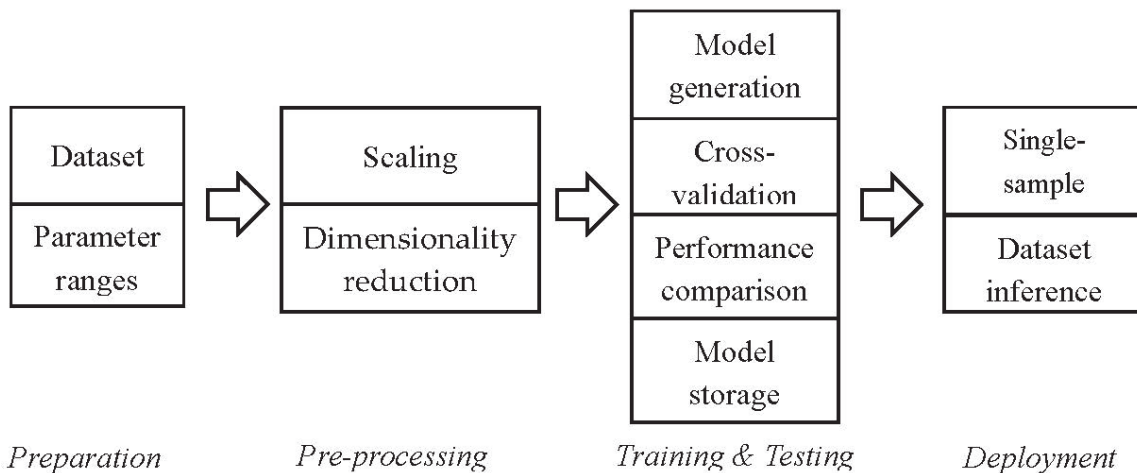 Dataset
Parameter
ranges
Scaling
Dimensionality
reduction
Model
generation
Cross-
validation
Performance
comparison
Model
storage
Single-
sample
Dataset
inference
Preparation
Pre-processing
Training & Testing
Deployment